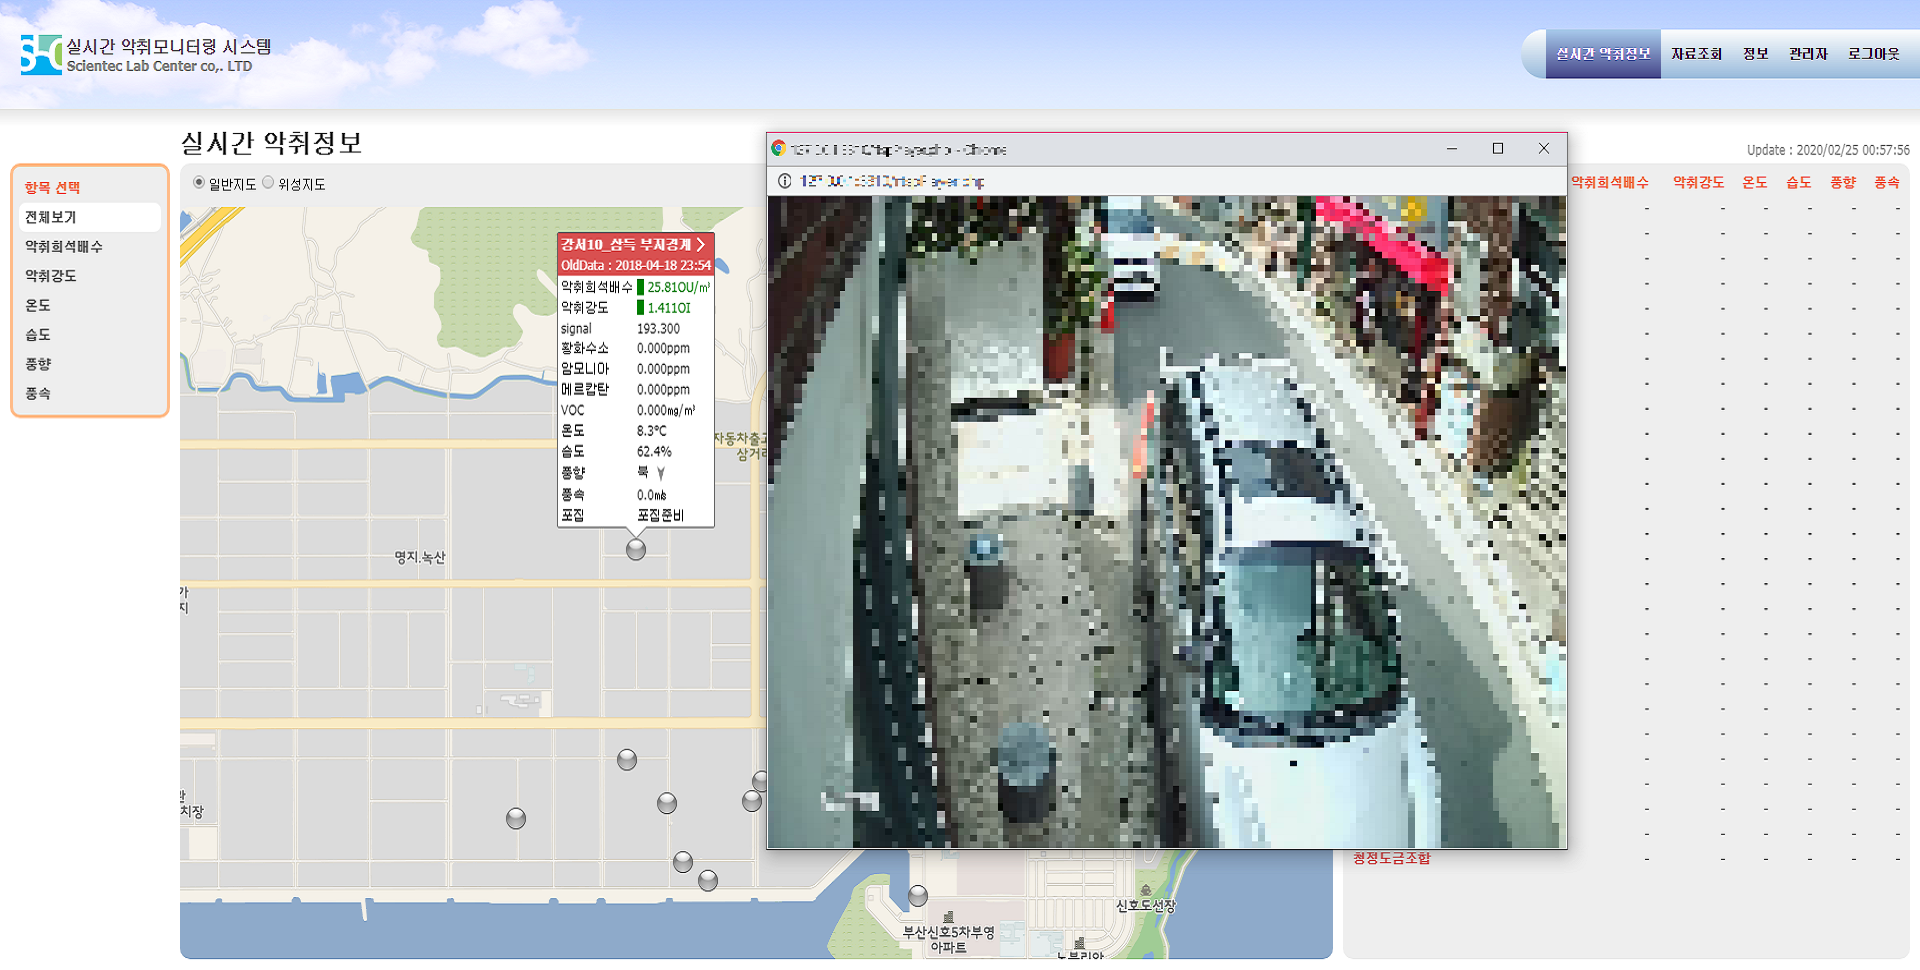 실시간 악취모니터링 시스템
Scientec Lab Center co,. LTD
실시간 악취정보
자료조회
정보
관리자
로그아웃
실시간 악취정보
Update : 2020/02/25 00:57:56
항목 선택
전체보기
악취희석배수
악취강도
온도
습도
풍향
풍속
일반지도
위성지도
강서10_삼득 부지경계
OldData : 2018-04-18 23:54
악취희석배수 25.81OU/m³
악취강도 1.411OI
signal 193.300
황화수소 0.000ppm
암모니아 0.000ppm
메르캅탄 0.000ppm
VOC 0.000mg/m³
온도 8.3℃
습도 62.4%
풍향 북
풍속 0.0m/s
포집 포집준비
자동차출고
삼거리
명지.녹산
가
지
치장
- Chrome
악취희석배수 악취강도 온도 습도 풍향 풍속
청정도금조합
신호도선장
부산신호5차부영
아파트